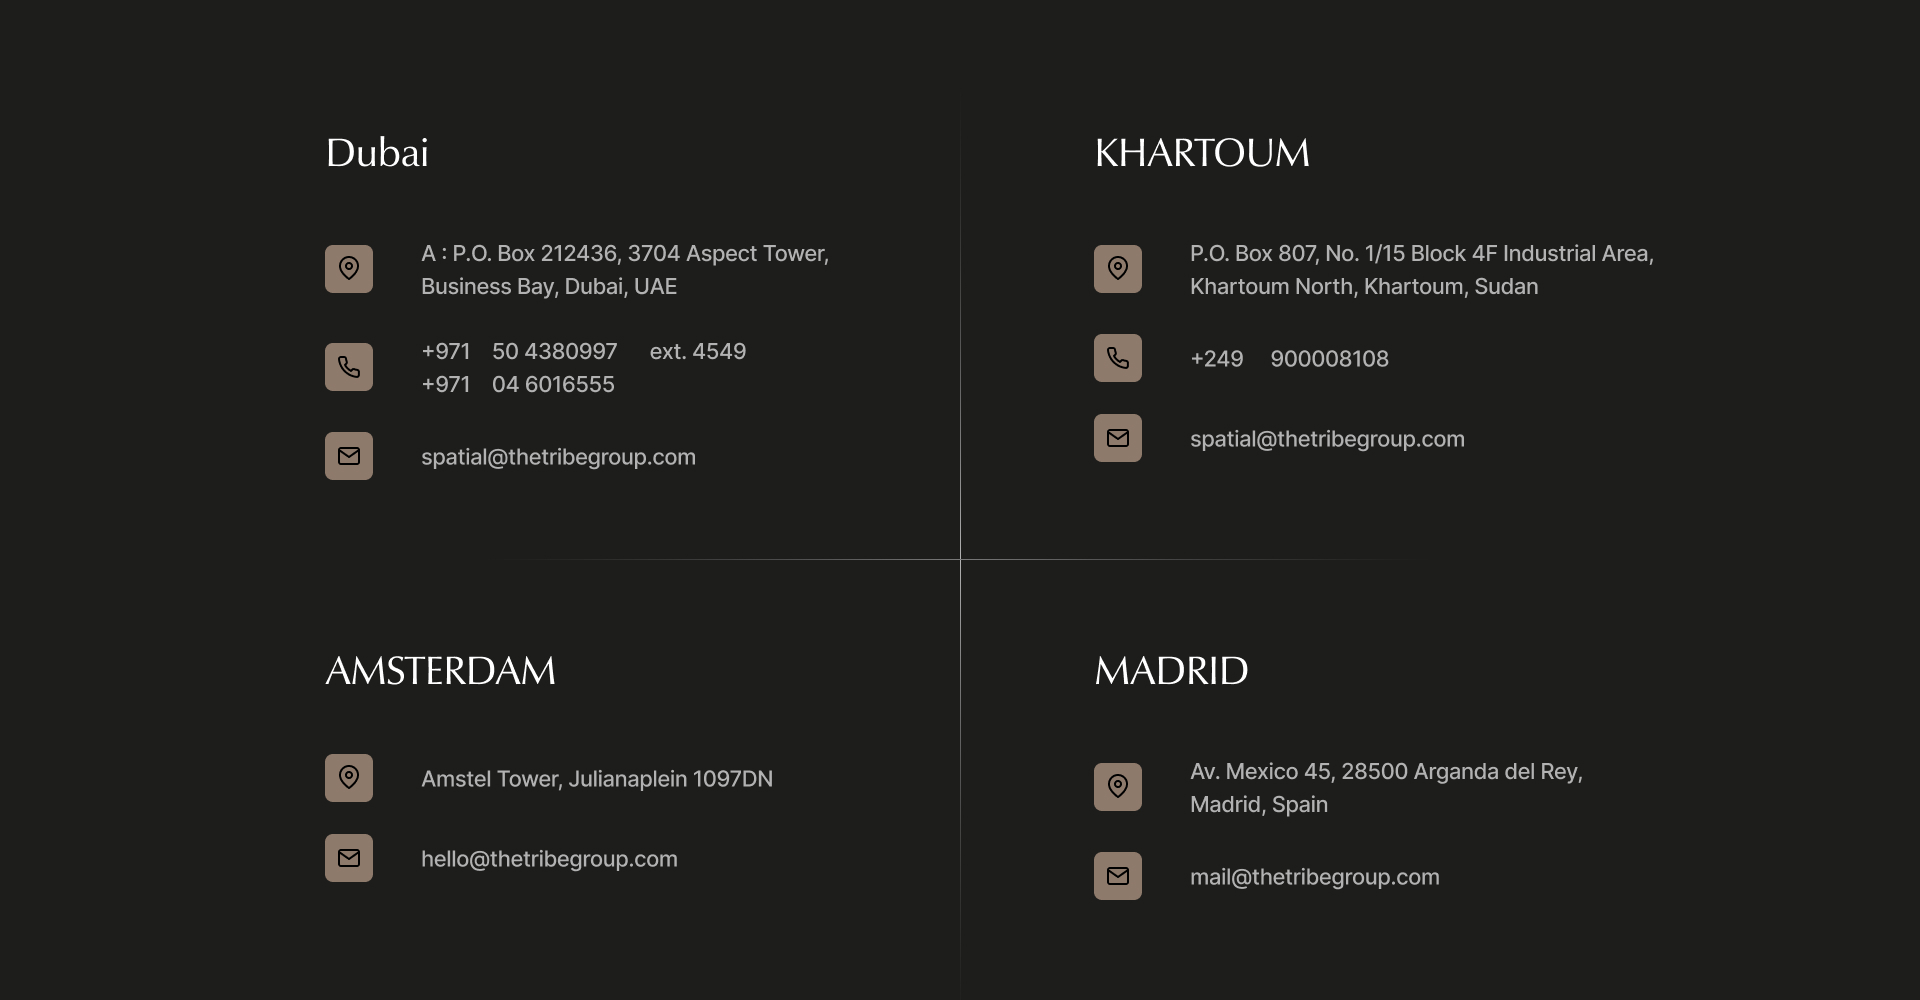 Dubai
A : P.O. Box 212436, 3704 Aspect Tower,
Business Bay, Dubai, UAE
+971 50 4380997 ext. 4549
+971 04 6016555
spatial@thetribegroup.com
KHARTOUM
P.O. Box 807, No. 1/15 Block 4F Industrial Area,
Khartoum North, Khartoum, Sudan
+249 900008108
spatial@thetribegroup.com
AMSTERDAM
Amstel Tower, Julianaplein 1097DN
hello@thetribegroup.com
MADRID
Av. Mexico 45, 28500 Arganda del Rey,
Madrid, Spain
mail@thetribegroup.com